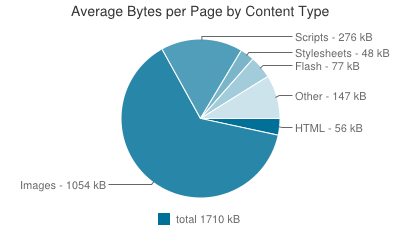 Average Bytes per Page by Content Type
Scripts - 276 kB
Stylesheets - 48 kB
Flash - 77 kB
Other - 147 kB
HTML - 56 kB
Images - 1054 kB
total 1710 kB